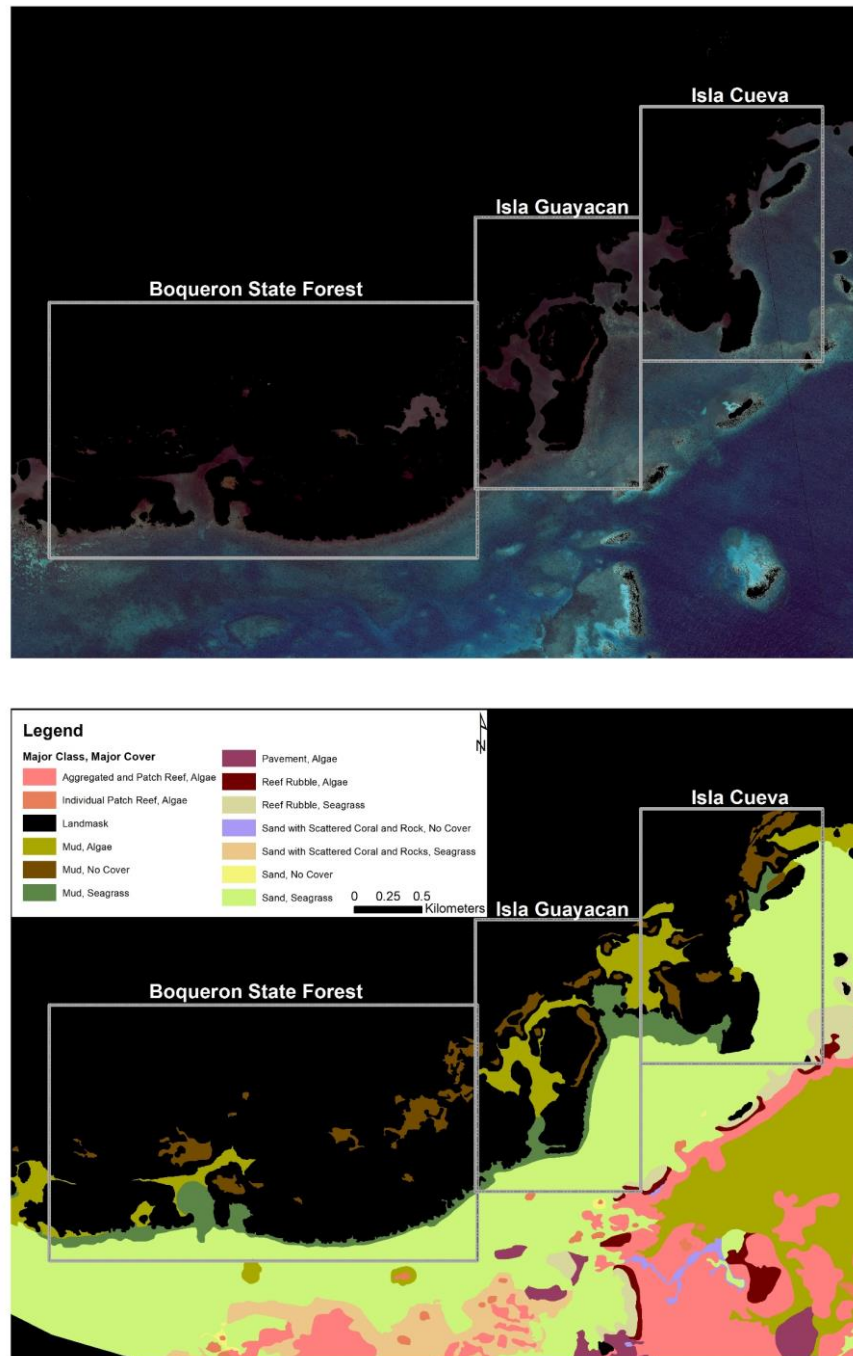 Isla Cueva
Isla Guayacan
Boqueron State Forest
Legend
Major Class, Major Cover
Aggregated and Patch Reef, Algae
Individual Patch Reef, Algae
Landmask
Mud, Algae
Mud, No Cover
Mud, Seagrass
Pavement, Algae
Reef Rubble, Algae
Reef Rubble, Seagrass
Sand with Scattered Coral and Rock, No Cover
Sand with Scattered Coral and Rocks, Seagrass
Sand, No Cover
Sand, Seagrass
N
0 0.25 0.5
Kilometers
Isla Cueva
Isla Guayacan
Boqueron State Forest